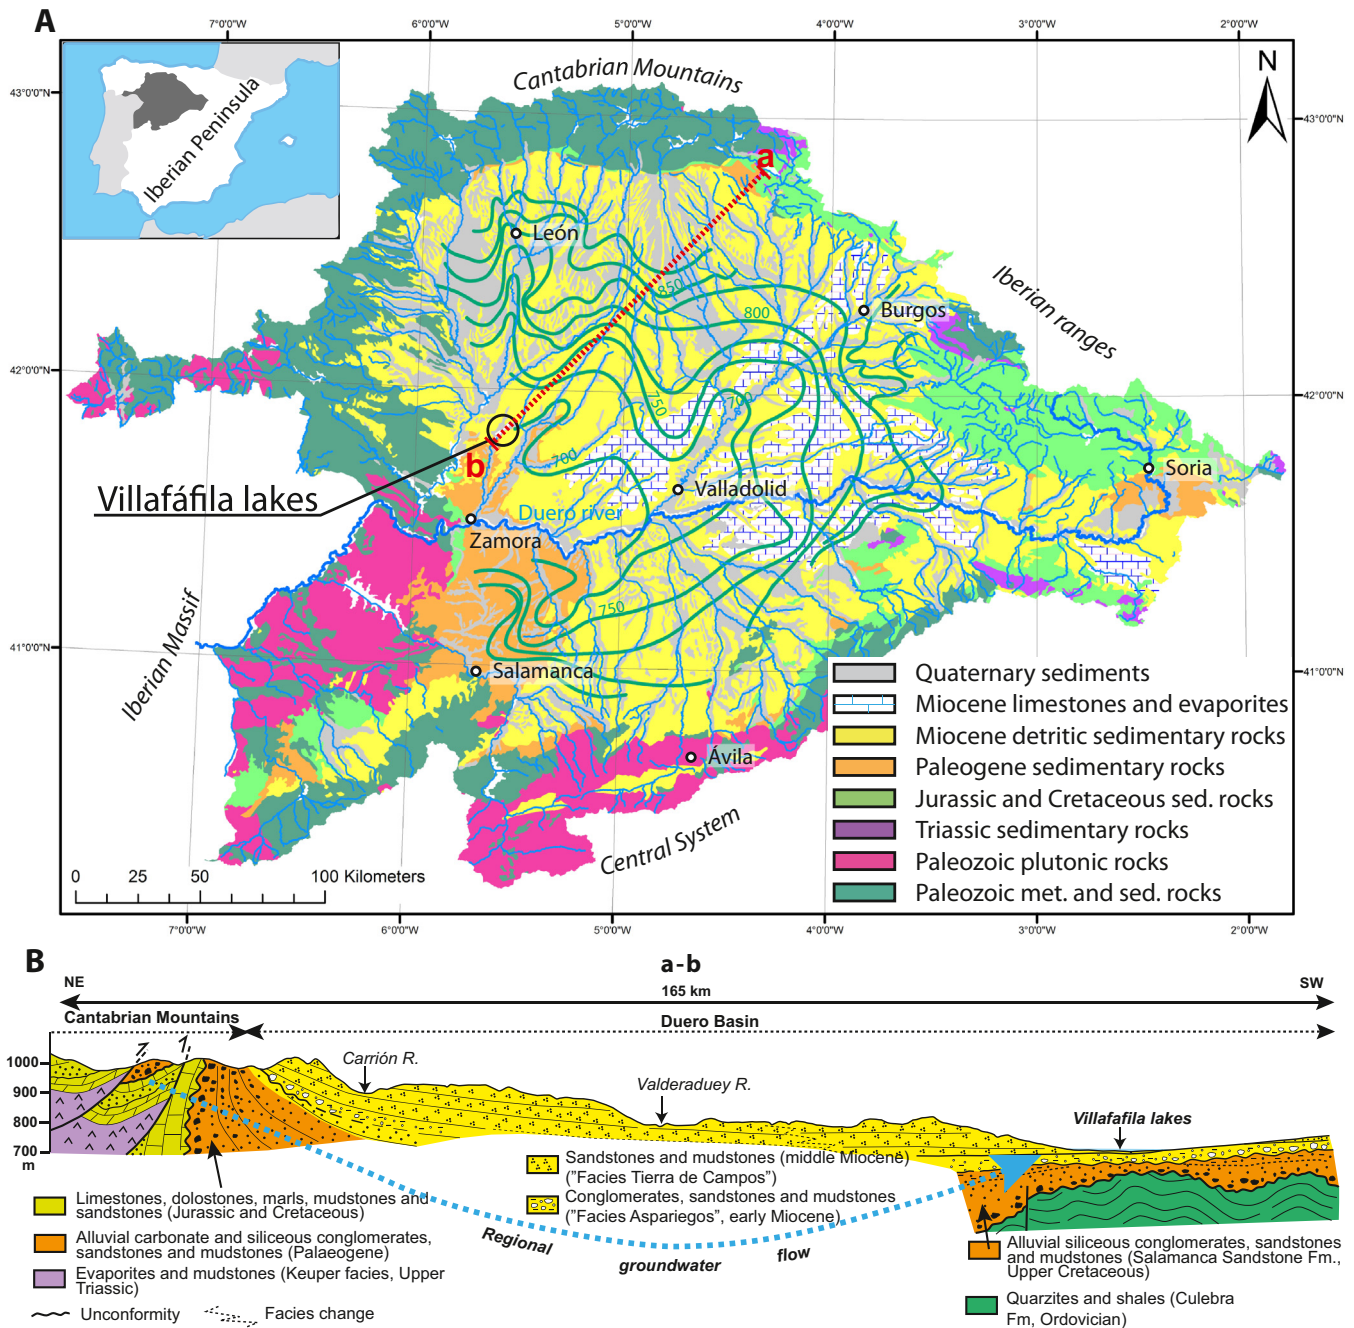 A
7°0'0"W
6°0'0"W
5°0'0"W
4°0'0"W
3°0'0"W
2°0'0"W
43°0'0"N
43°0'0"N
42°0'0"N
42°0'0"N
41°0'0"N
41°0'0"N
Iberian Peninsula
Cantabrian Mountains
N
a
León
850
800
Burgos
Iberian ranges
750
700
b
700
Soria
Villafáfila lakes
Valladolid
Duero river
Zamora
750
Iberian Massif
Salamanca
Ávila
Central System
Quaternary sediments
Miocene limestones and evaporites
Miocene detritic sedimentary rocks
Paleogene sedimentary rocks
Jurassic and Cretaceous sed. rocks
Triassic sedimentary rocks
Paleozoic plutonic rocks
Paleozoic met. and sed. rocks
0 25 50 100 Kilometers
7°0'0"W
6°0'0"W
5°0'0"W
4°0'0"W
3°0'0"W
2°0'0"W
B
a-b
NE
165 km
SW
Cantabrian Mountains
Duero Basin
1000
900
800
700
m
Carrión R.
Valderaduey R.
Villafafila lakes
Sandstones and mudstones (middle Miocene)
("Facies Tierra de Campos")
Conglomerates, sandstones and mudstones
("Facies Aspariegos", early Miocene)
Regional
groundwater
flow
Limestones, dolostones, marls, mudstones and
sandstones (Jurassic and Cretaceous)
Alluvial carbonate and siliceous conglomerates,
sandstones and mudstones (Palaeogene)
Evaporites and mudstones (Keuper facies, Upper
Triassic)
Unconformity
Facies change
Alluvial siliceous conglomerates, sandstones
and mudstones (Salamanca Sandstone Fm.,
Upper Cretaceous)
Quarzites and shales (Culebra
Fm, Ordovician)